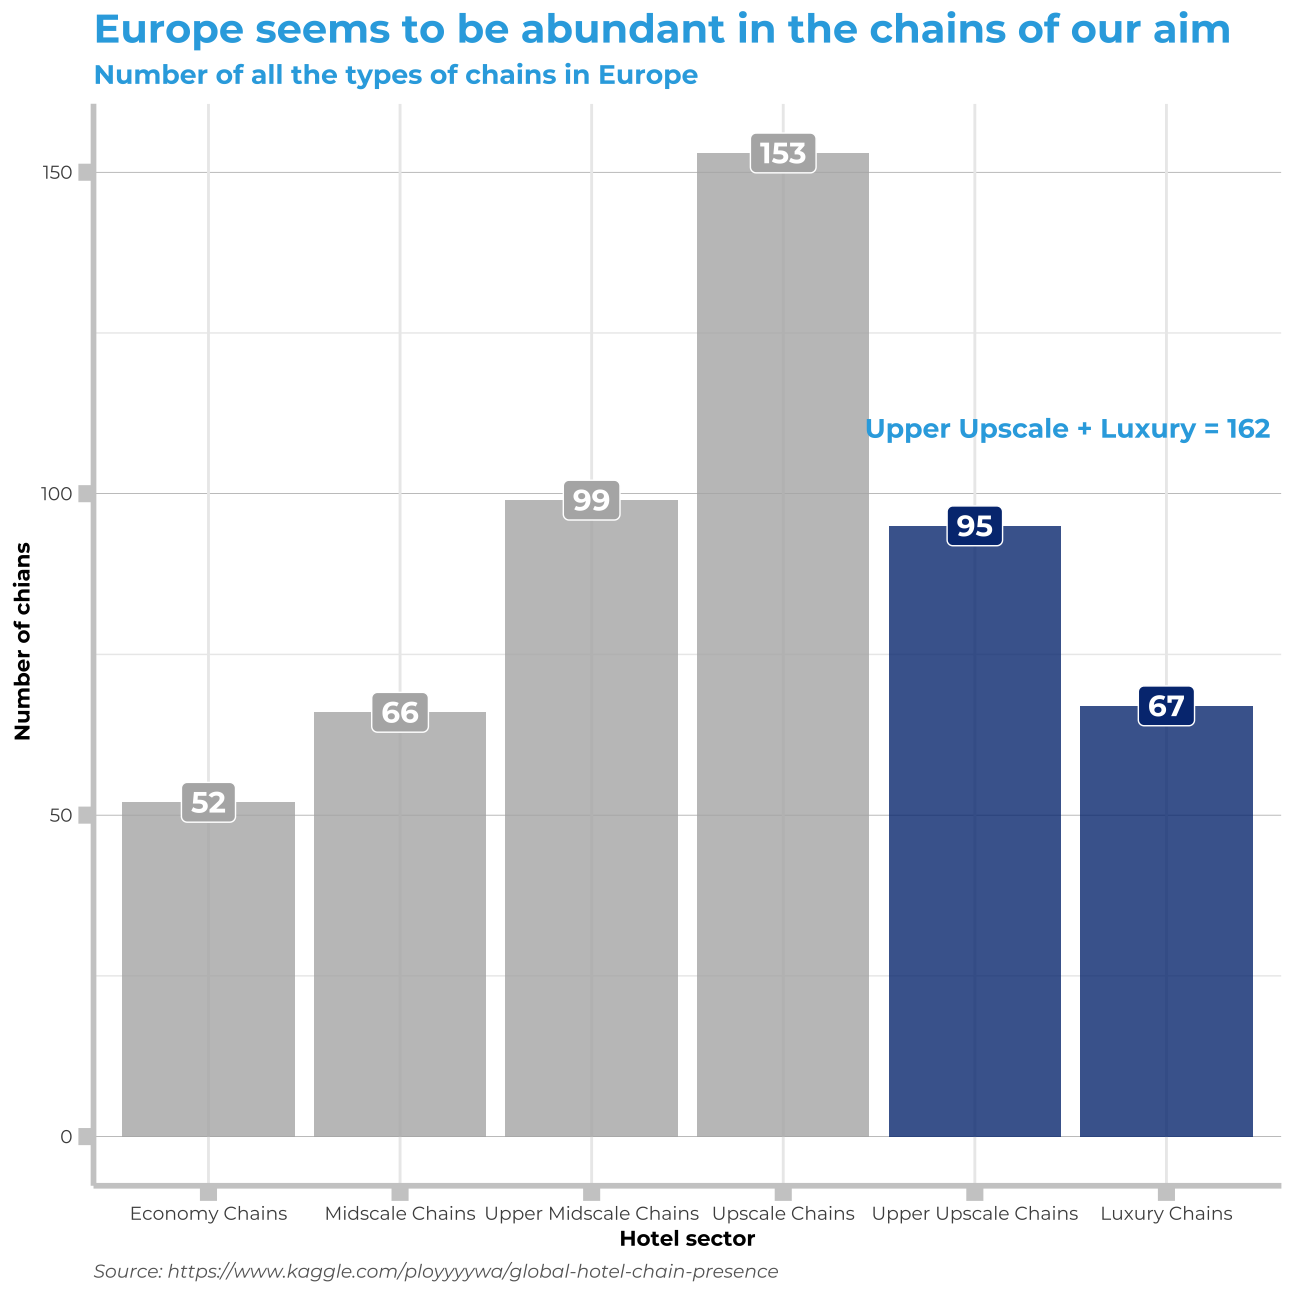 Europe seems to be abundant in the chains of our aim
Number of all the types of chains in Europe
150
100
50
0
Number of chians
52
66
99
153
95
67
Upper Upscale + Luxury = 162
Economy Chains
Midscale Chains
Upper Midscale Chains
Upscale Chains
Upper Upscale Chains
Luxury Chains
Hotel sector
Source: https://www.kaggle.com/ployyyywa/global-hotel-chain-presence